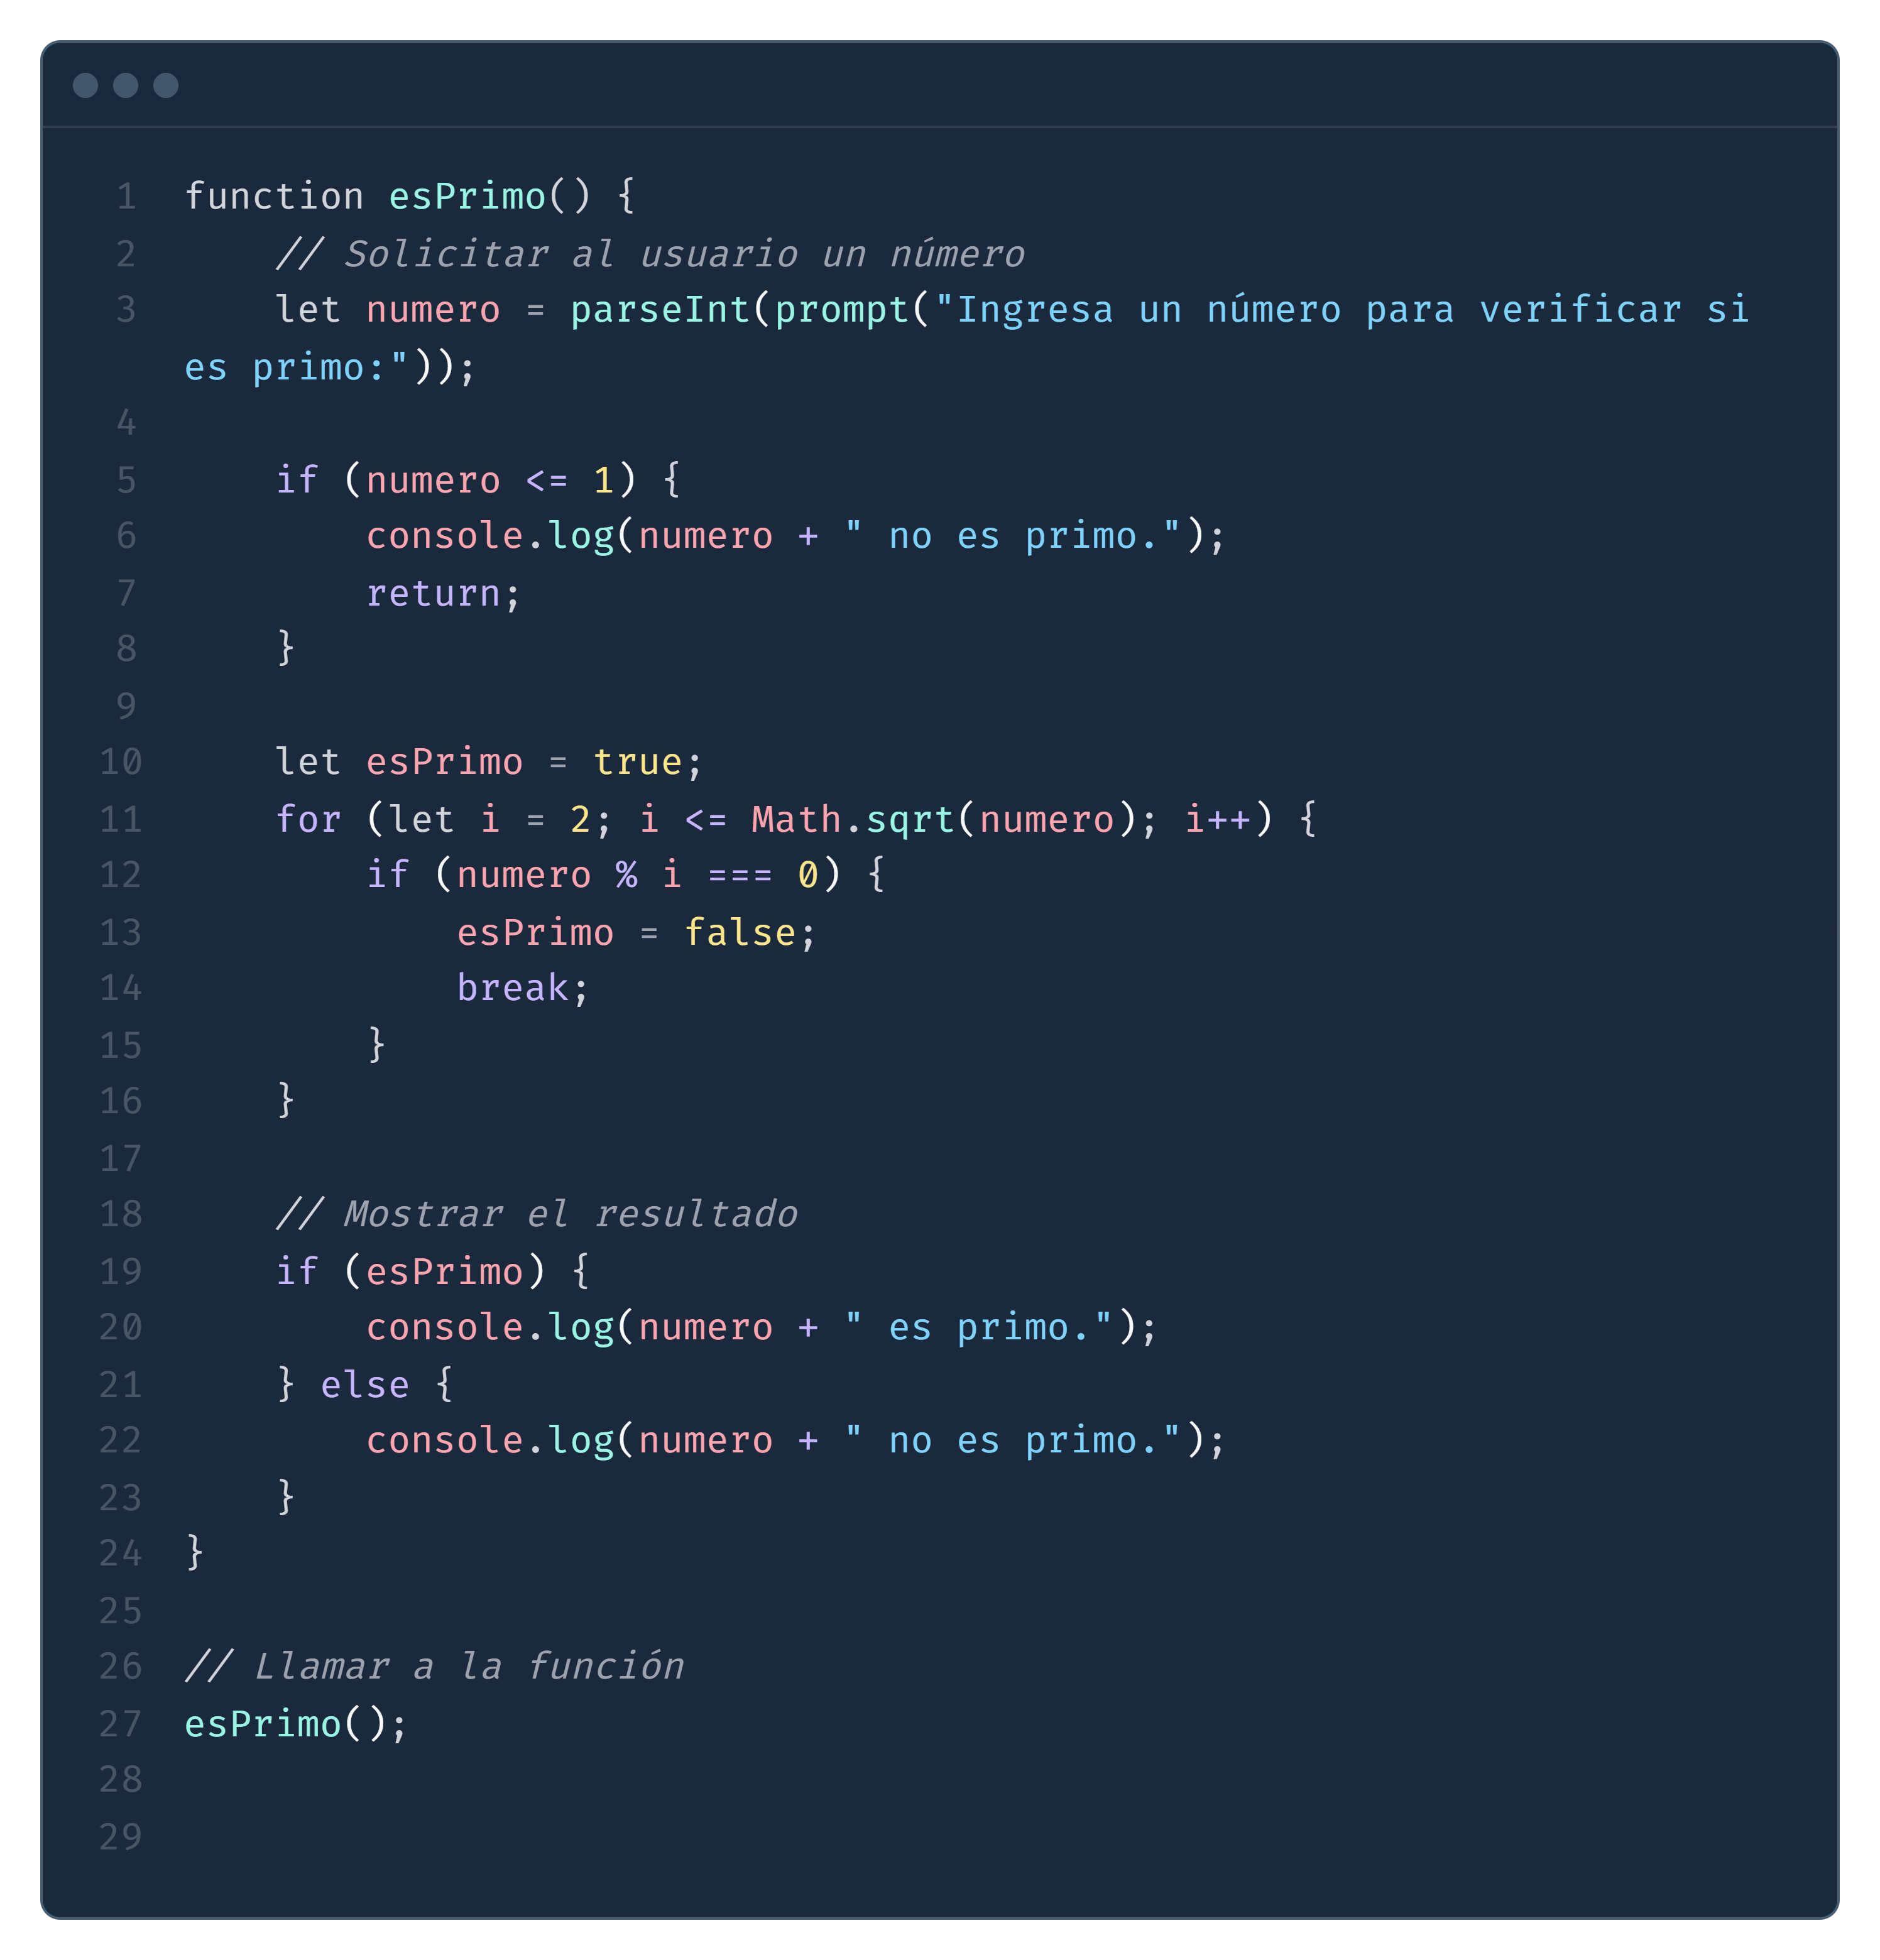 1 function esPrimo() {
2     // Solicitar al usuario un número
3     let numero = parseInt(prompt("Ingresa un número para verificar si
es primo:"));
4
5     if (numero <= 1) {
6         console.log(numero + " no es primo.");
7         return;
8     }
9
10     let esPrimo = true;
11     for (let i = 2; i <= Math.sqrt(numero); i++) {
12         if (numero % i === 0) {
13             esPrimo = false;
14             break;
15         }
16     }
17
18     // Mostrar el resultado
19     if (esPrimo) {
20         console.log(numero + " es primo.");
21     } else {
22         console.log(numero + " no es primo.");
23     }
24 }
25
26 // Llamar a la función
27 esPrimo();
28
29